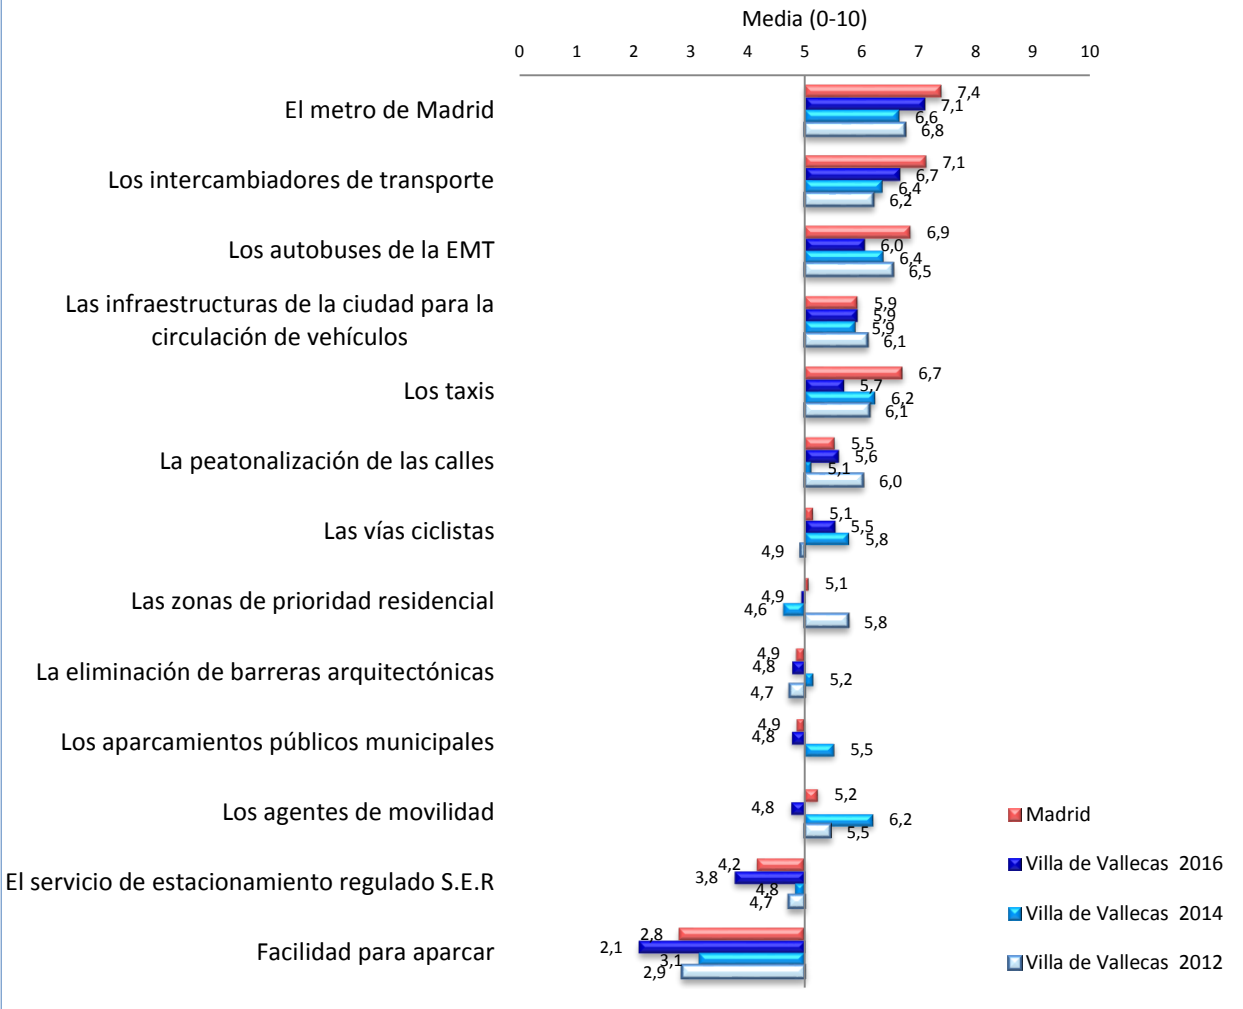 Media (0-10)
0 1 2 3 4 5 6 7 8 9 10
El metro de Madrid
7,4
7,1
6,6
6,8
Los intercambiadores de transporte
7,1
6,7
6,4
6,2
Los autobuses de la EMT
6,9
6,0
6,4
6,5
Las infraestructuras de la ciudad para la
circulación de vehículos
5,9
5,9
5,9
6,1
Los taxis
6,7
5,7
6,2
6,1
La peatonalización de las calles
5,5
5,6
5,1
6,0
Las vías ciclistas
5,1
5,5
5,8
4,9
Las zonas de prioridad residencial
5,1
4,9
4,6
5,8
La eliminación de barreras arquitectónicas
4,9
4,8
5,2
4,7
Los aparcamientos públicos municipales
4,9
4,8
5,5
Los agentes de movilidad
5,2
4,8
6,2
5,5
El servicio de estacionamiento regulado S.E.R
4,2
3,8
4,8
4,7
Facilidad para aparcar
2,8
2,1
3,1
2,9
Madrid
Villa de Vallecas 2016
Villa de Vallecas 2014
Villa de Vallecas 2012